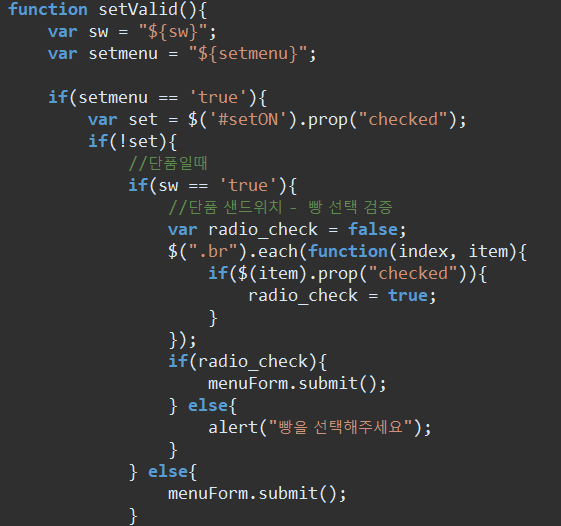 function setValid(){
    var sw = "${sw}";
    var setmenu = "${setmenu}";

    if(setmenu == 'true'){
        var set = $('#setON').prop("checked");
        if(!set){
            //단품일때
            if(sw == 'true'){
                //단품 샌드위치 - 빵 선택 검증
                var radio_check = false;
                $(".br").each(function(index, item){
                    if($(item).prop("checked")){
                        radio_check = true;
                    }
                });
                if(radio_check){
                    menuForm.submit();
                } else{
                    alert("빵을 선택해주세요");
                }
            } else{
                menuForm.submit();
            }